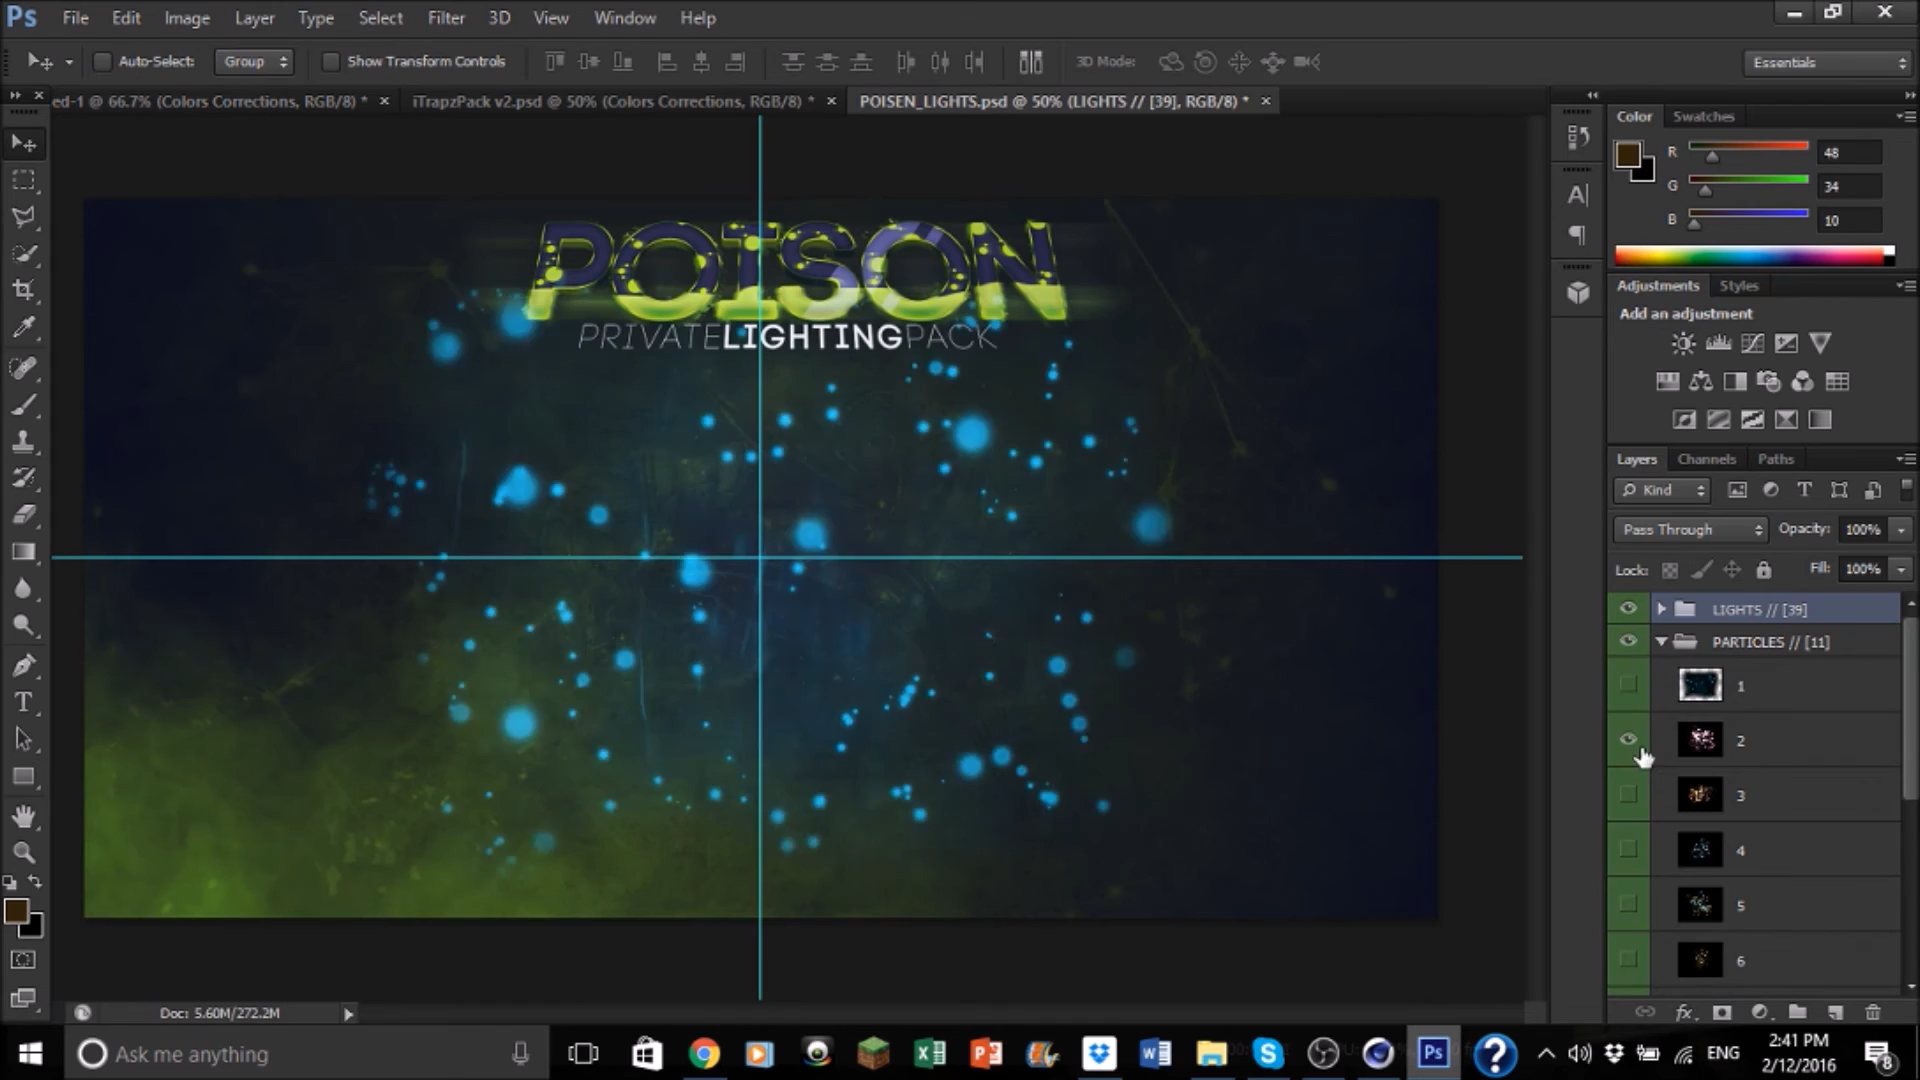 Ps File Edit Image Layer Type Select Filter 3D View Window Help
Auto-Select: Group Show Transform Controls 3D Mode: Essentials
ed-1 @ 66.7% (Colors Corrections, RGB/8) * × iTrapzPack v2.psd @ 50% (Colors Corrections, RGB/8) * × POISEN_LIGHTS.psd @ 50% (LIGHTS // [39], RGB/8) * ×
Color Swatches
R 48
G 34
B 10
POISON
PRIVATELIGHTINGPACK
Adjustments Styles
Add an adjustment
Layers Channels Paths
Kind
Pass Through Opacity: 100%
Lock: Fill: 100%
LIGHTS // [39]
PARTICLES // [11]
1
2
3
4
5
6
Doc: 5.60M/272.2M
Ask me anything
ENG
2:41 PM
2/12/2016
8